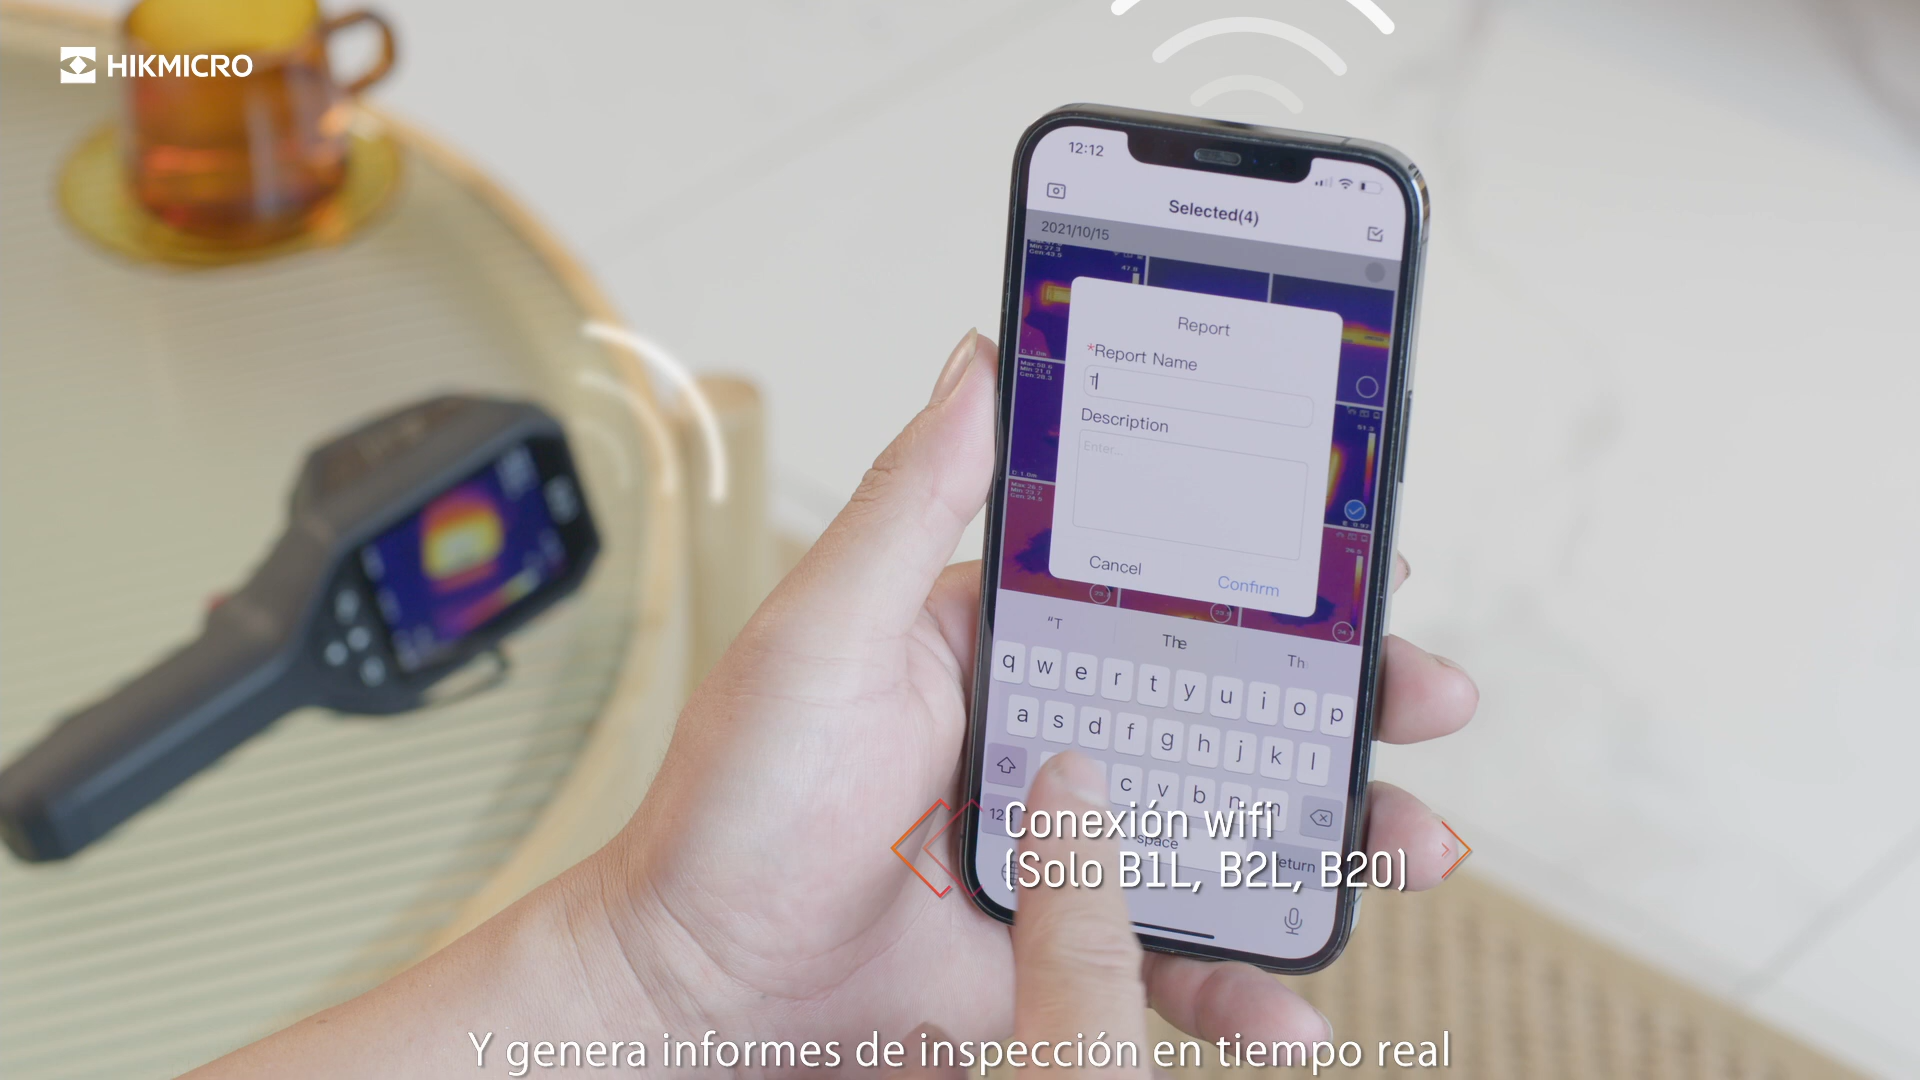 HIKMICRO
12:12
Selected(4)
2021/10/15
Report
*Report Name
T
Description
Enter...
Cancel
Confirm
"T
The
Th
q w e r t y u i o p
a s d f g h j k l
c v b n m
space
return
Conexión wifi
(Solo B1L, B2L, B20)
Y genera informes de inspección en tiempo real